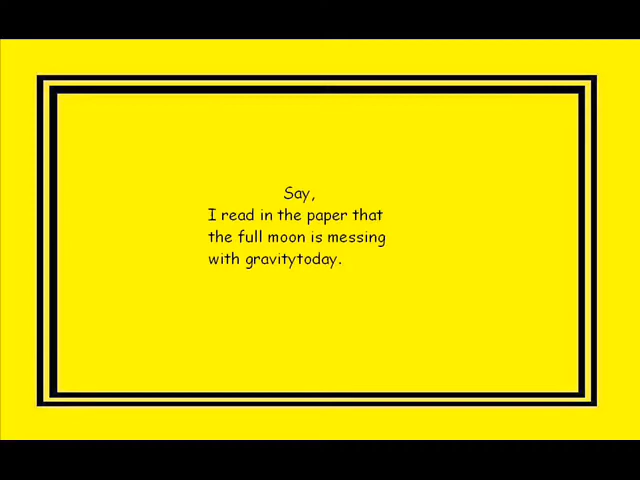 Say,
I read in the paper that
the full moon is messing
with gravitytoday.